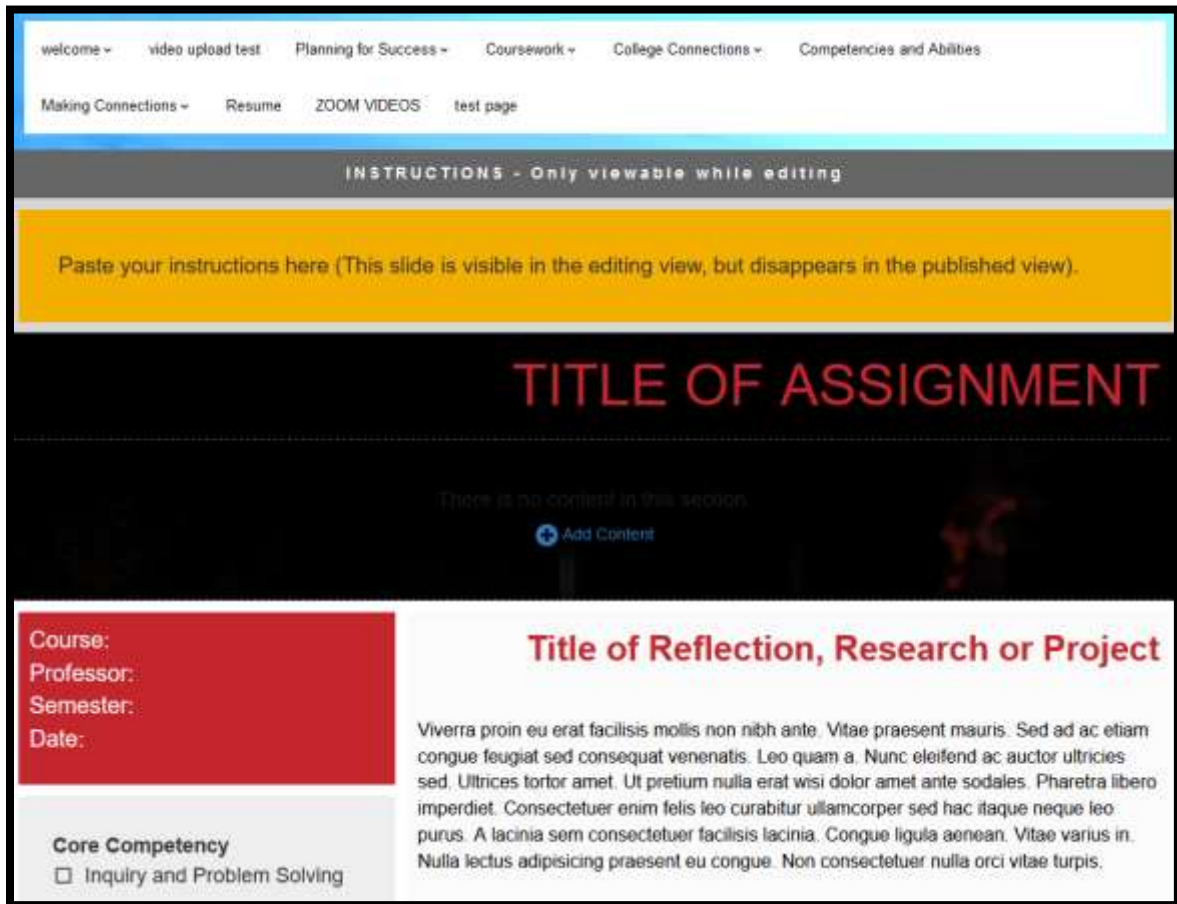 welcome
video upload test
Planning for Success
Coursework
College Connections
Competencies and Abilities
Making Connections
Resume
ZOOM VIDEOS
test page
INSTRUCTIONS - Only viewable while editing
Paste your instructions here (This slide is visible in the editing view, but disappears in the published view).
TITLE OF ASSIGNMENT
There is no content in this section
Add Content
Course:
Professor:
Semester:
Date:
Core Competency
☐ Inquiry and Problem Solving
Title of Reflection, Research or Project
Viverra proin eu erat facilisis mollis non nibh ante. Vitae praesent mauris. Sed ad ac etiam
congue feugiat sed consequat venenatis. Leo quam a. Nunc eleifend ac auctor ultricies
sed. Ultrices tortor amet. Ut pretium nulla erat wisi dolor amet ante sodales. Pharetra libero
imperdiet. Consectetuer enim felis leo curabitur ullamcorper sed hac itaque neque leo
purus. A lacinia sem consectetuer facilisis lacinia. Congue ligula aenean. Vitae varius in.
Nulla lectus adipisicing praesent eu congue. Non consectetuer nulla orci vitae turpis.